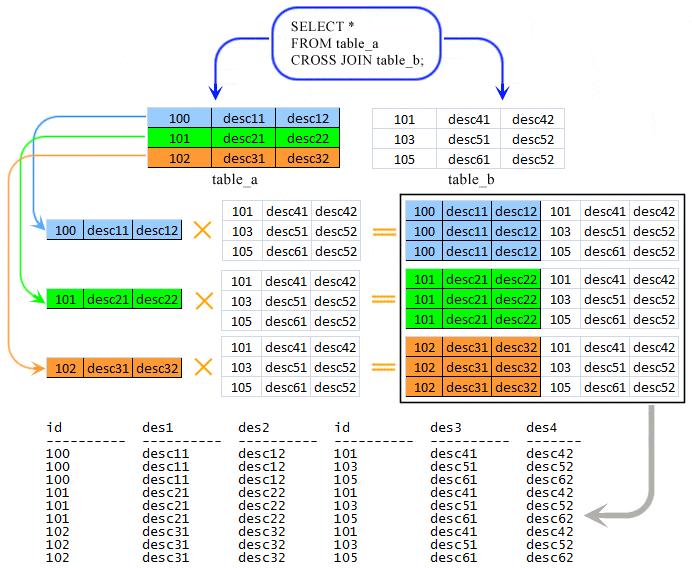 SELECT *
FROM table_a
CROSS JOIN table_b;
100 desc11 desc12 101 desc41 desc42
101 desc21 desc22 103 desc51 desc52
102 desc31 desc32 105 desc61 desc52
table_a table_b
101 desc41 desc42 100 desc11 desc12 101 desc41 desc42
100 desc11 desc12 × 103 desc51 desc52 = 100 desc11 desc12 103 desc51 desc52
105 desc61 desc52 100 desc11 desc12 105 desc61 desc52
101 desc41 desc42 101 desc21 desc22 101 desc41 desc42
101 desc21 desc22 × 103 desc51 desc52 = 101 desc21 desc22 103 desc51 desc52
105 desc61 desc52 101 desc21 desc22 105 desc61 desc52
101 desc41 desc42 102 desc31 desc32 101 desc41 desc42
102 desc31 desc32 × 103 desc51 desc52 = 102 desc31 desc32 103 desc51 desc52
105 desc61 desc52 102 desc31 desc32 105 desc61 desc52
id des1 des2 id des3 des4
---------- ---------- ---------- ---------- ---------- -------
100 desc11 desc12 101 desc41 desc42
100 desc11 desc12 103 desc51 desc52
100 desc11 desc12 105 desc61 desc62
101 desc21 desc22 101 desc41 desc42
101 desc21 desc22 103 desc51 desc52
101 desc21 desc22 105 desc61 desc62
102 desc31 desc32 101 desc41 desc42
102 desc31 desc32 103 desc51 desc52
102 desc31 desc32 105 desc61 desc62